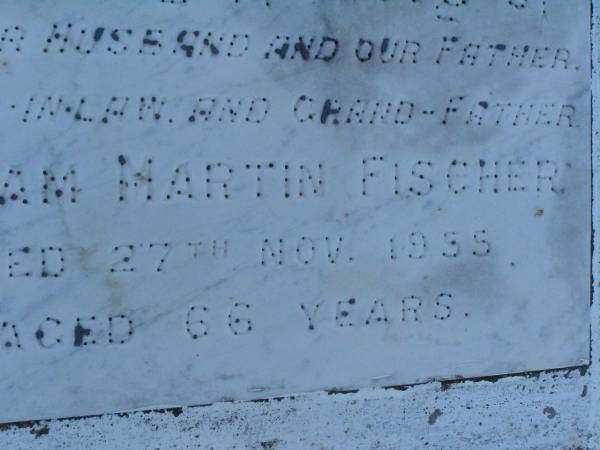 HUSBAND AND OUR FATHER.
-IN-LAW. AND GRAND-FATHER
AM MARTIN FISCHER
ED 27TH NOV. 1955.
AGED 66 YEARS.